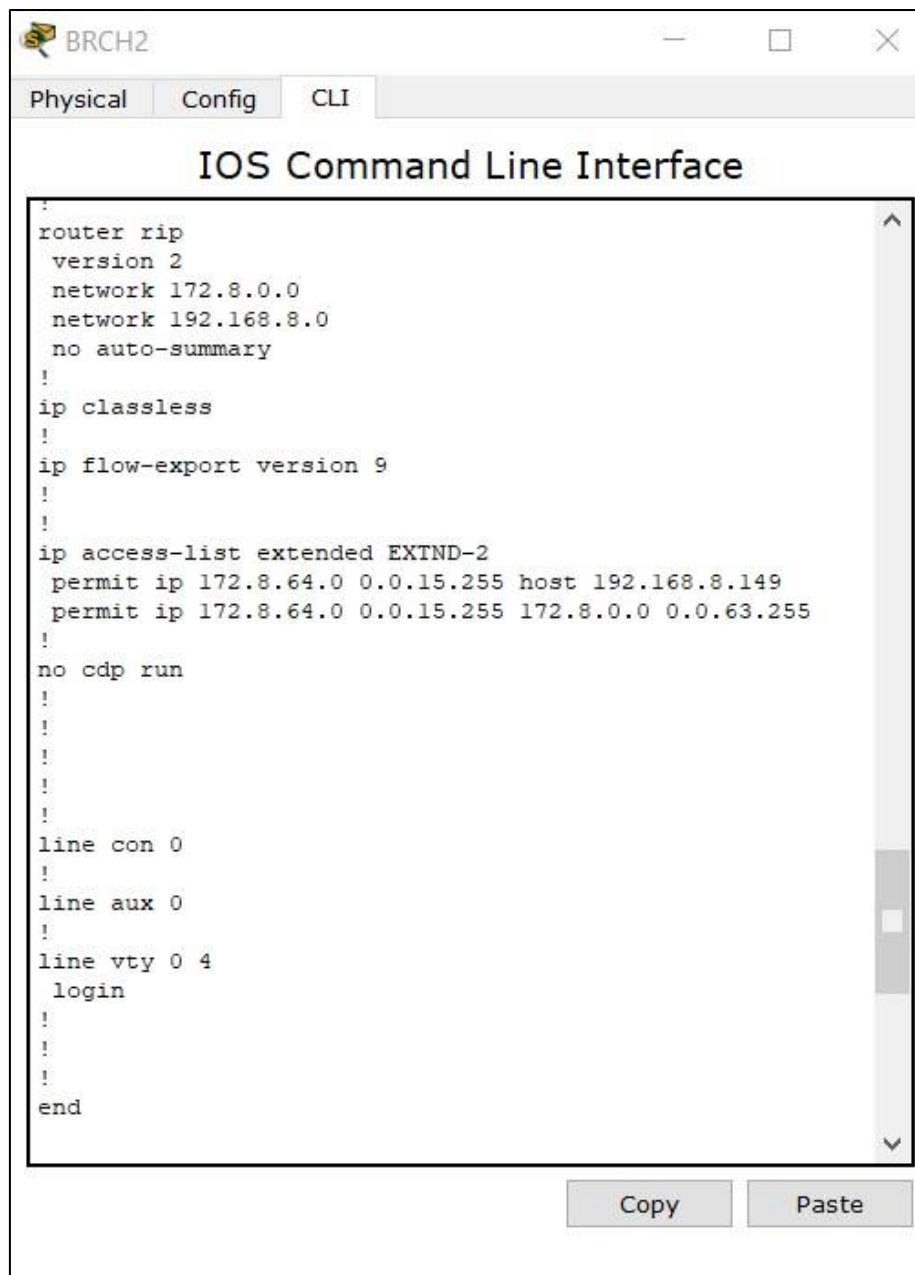 BRCH2
Physical Config CLI
IOS Command Line Interface
!
router rip
 version 2
 network 172.8.0.0
 network 192.168.8.0
 no auto-summary
!
ip classless
!
ip flow-export version 9
!
!
ip access-list extended EXTND-2
 permit ip 172.8.64.0 0.0.15.255 host 192.168.8.149
 permit ip 172.8.64.0 0.0.15.255 172.8.0.0 0.0.63.255
!
no cdp run
!
!
!
!
!
line con 0
!
line aux 0
!
line vty 0 4
 login
!
!
!
end
Copy Paste